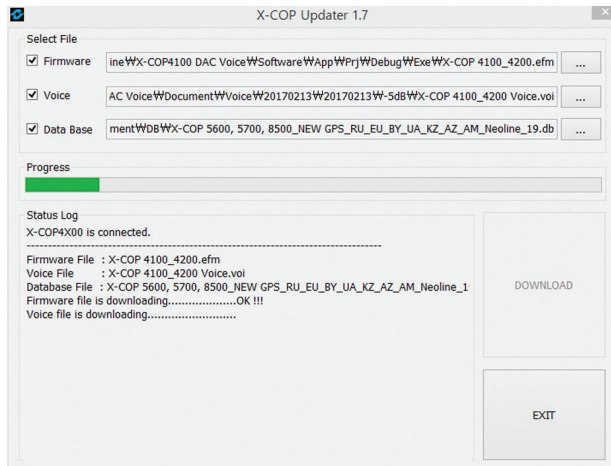 X-COP Updater 1.7
Select File
Firmware
ine₩X-COP4100 DAC Voice₩Software₩App₩Prj₩Debug₩Exe₩X-COP 4100_4200.efm
...
Voice
AC Voice₩Document₩Voice₩20170213₩20170213₩-5dB₩X-COP 4100_4200 Voice.voi
...
Data Base
ment₩DB₩X-COP 5600, 5700, 8500_NEW GPS_RU_EU_BY_UA_KZ_AZ_AM_Neoline_19.db
...
Progress
Status Log
X-COP4X00 is connected.
--------------------------------------------------------------------------------
Firmware File : X-COP 4100_4200.efm
Voice File : X-COP 4100_4200 Voice.voi
Database File : X-COP 5600, 5700, 8500_NEW GPS_RU_EU_BY_UA_KZ_AZ_AM_Neoline_1
Firmware file is downloading....................OK !!!
Voice file is downloading..........................
DOWNLOAD
EXIT